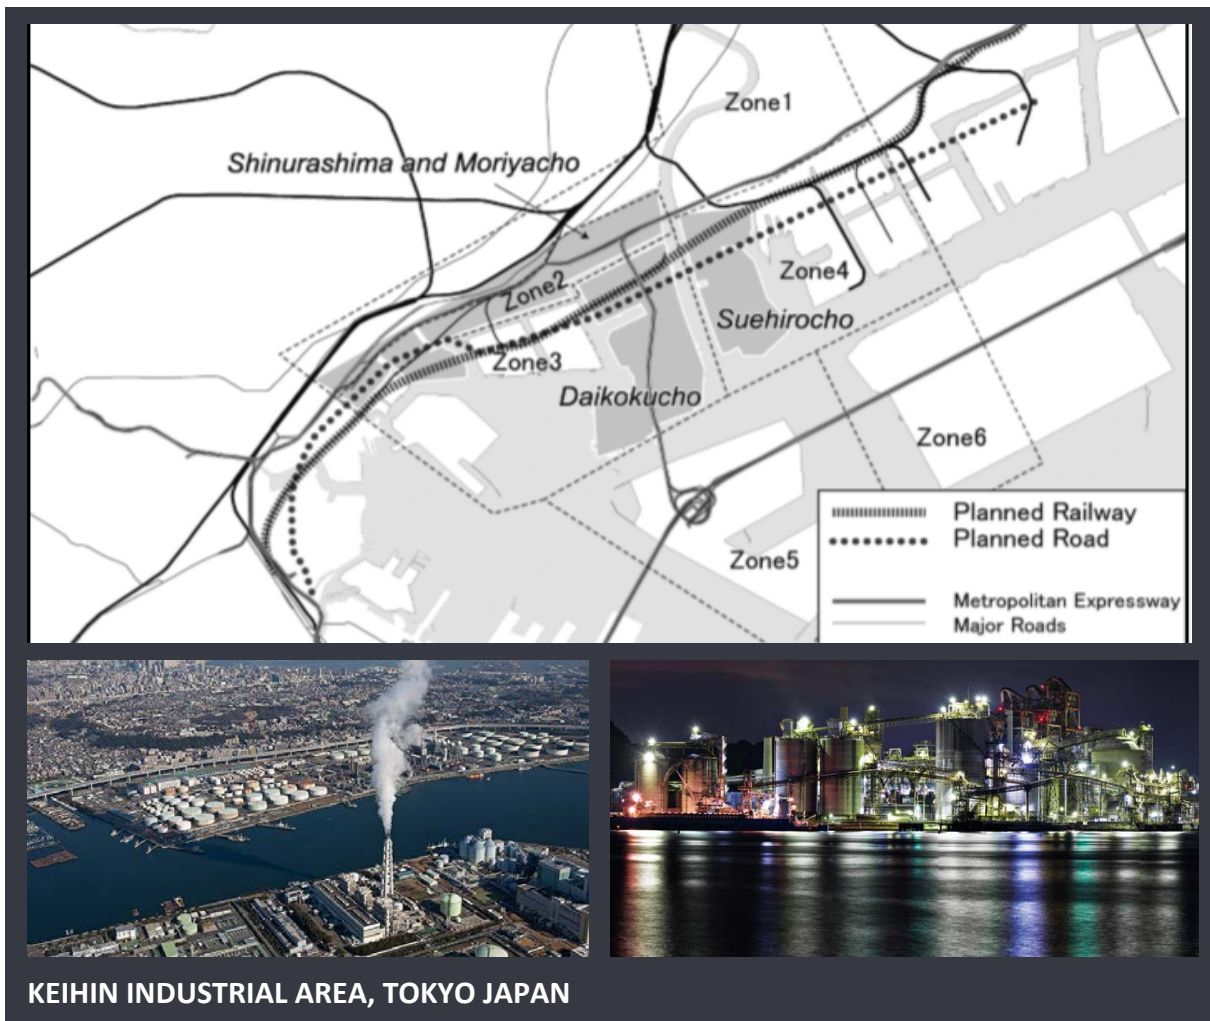 Zone1
Shinurashima and Moriyacho
Zone4
Zone2
Suehirocho
Zone3
Daikokucho
Zone6
Planned Railway
Planned Road
Zone5
Metropolitan Expressway
Major Roads
KEIHIN INDUSTRIAL AREA, TOKYO JAPAN